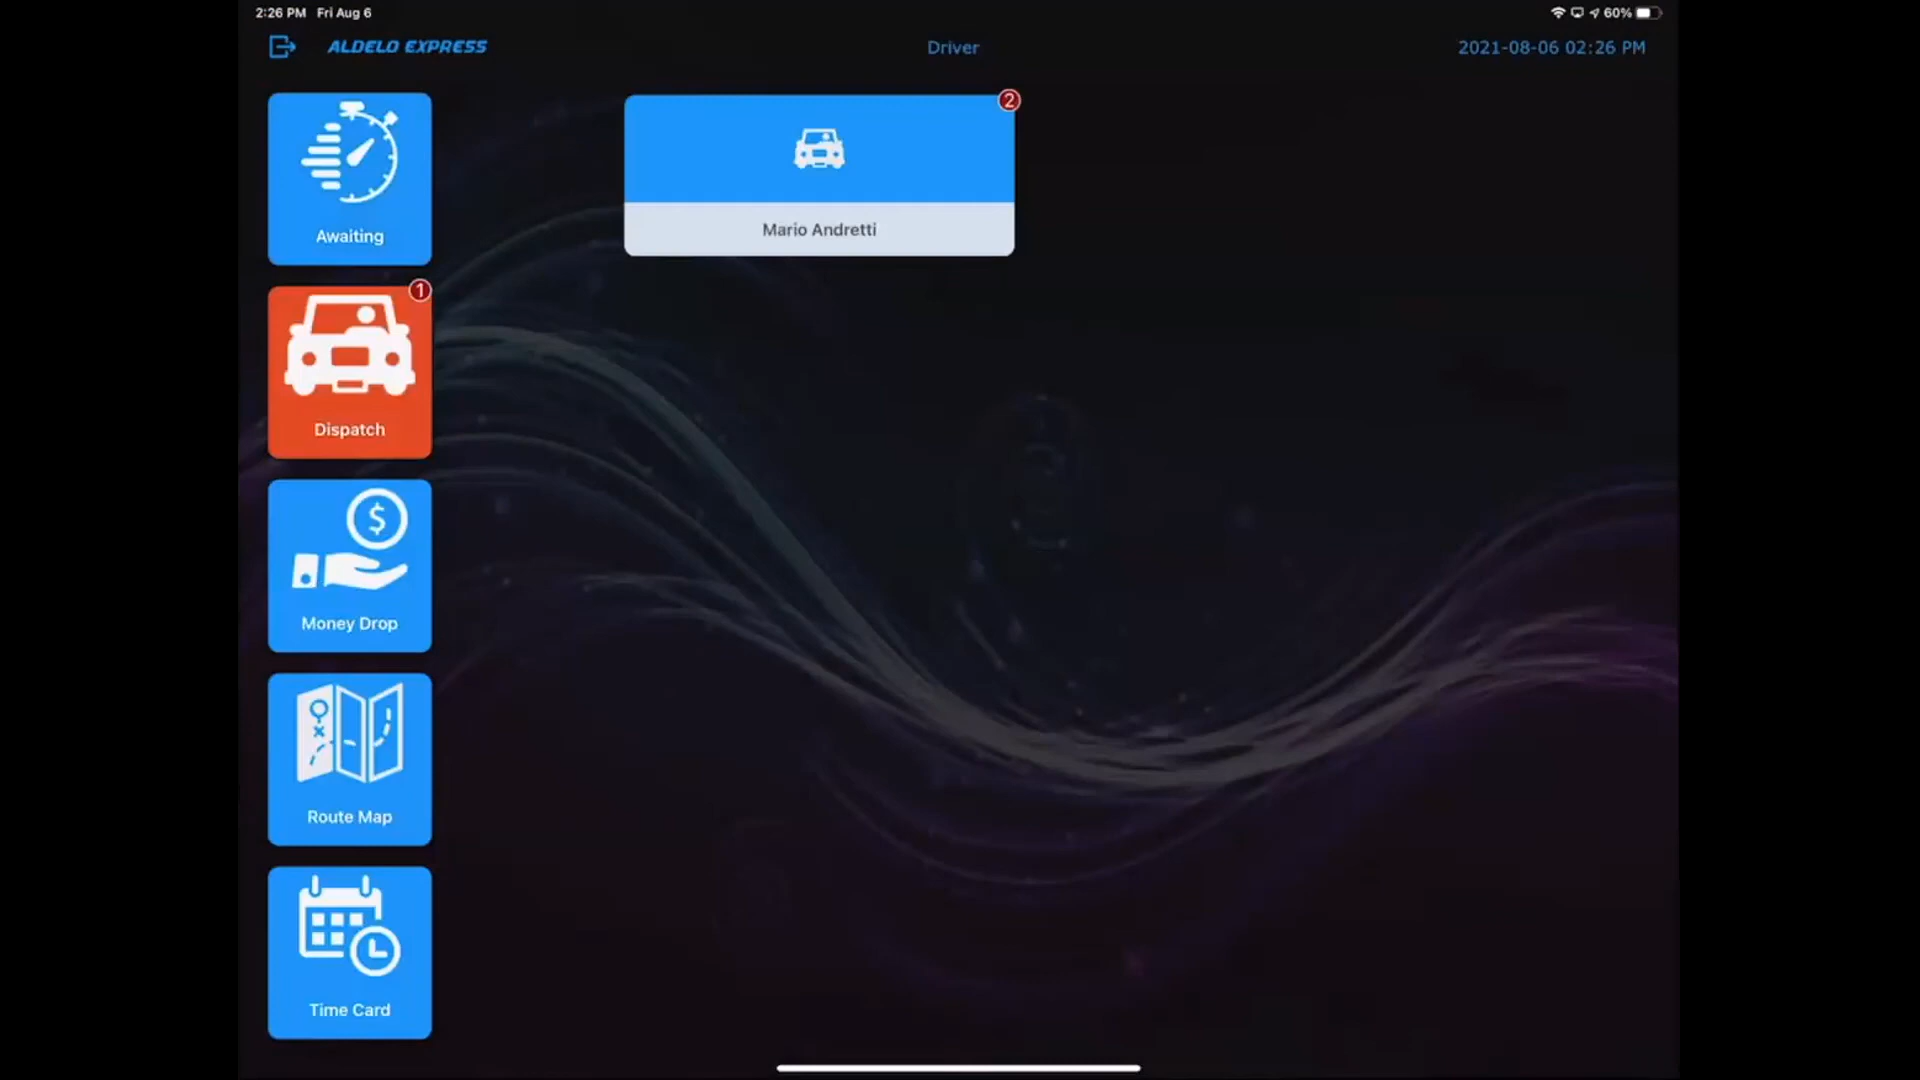 2:26 PM Fri Aug 6
60%
ALDELO EXPRESS
Driver
2021-08-06 02:26 PM
Awaiting
2
Mario Andretti
1
Dispatch
$
Money Drop
Route Map
Time Card